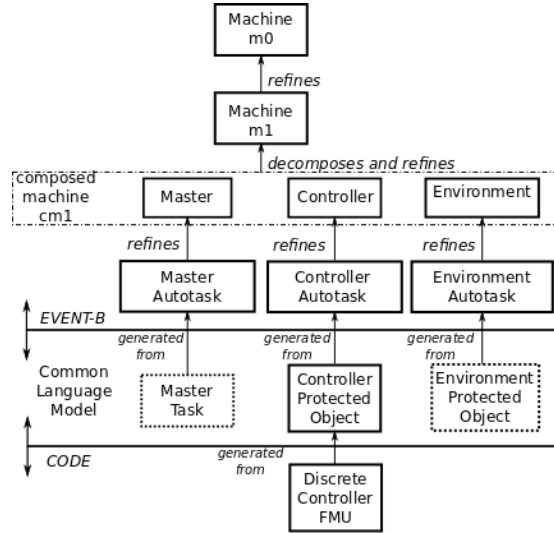 Machine
m0
refines
Machine
m1
decomposes and refines
composed
machine
cm1
Master
Controller
Environment
refines
refines
refines
Master
Autotask
Controller
Autotask
Environment
Autotask
EVENT-B
generated
from
generated
from
generated
from
Common
Language
Model
Master
Task
Controller
Protected
Object
Environment
Protected
Object
CODE
generated
from
Discrete
Controller
FMU